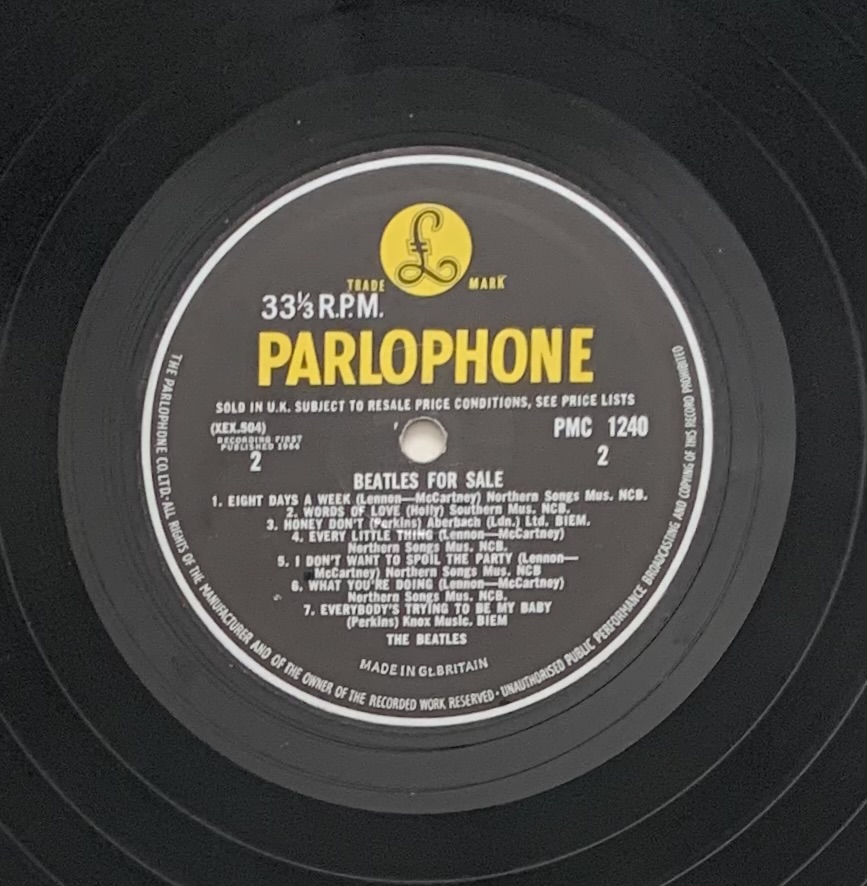 £
TRADE MARK
33⅓ R.P.M.
PARLOPHONE
SOLD IN U.K. SUBJECT TO RESALE PRICE CONDITIONS, SEE PRICE LISTS
(XEX.504) PMC 1240
RECORDING FIRST
PUBLISHED 1964
2 2
BEATLES FOR SALE
1. EIGHT DAYS A WEEK (Lennon—McCartney) Northern Songs Mus. NCB.
2. WORDS OF LOVE (Holly) Southern Mus. NCB.
3. HONEY DON'T (Perkins) Aberbach (Ldn.) Ltd. BIEM.
4. EVERY LITTLE THING (Lennon—McCartney)
Northern Songs Mus. NCB.
5. I DON'T WANT TO SPOIL THE PARTY (Lennon—
McCartney) Northern Songs Mus. NCB
6. WHAT YOU'RE DOING (Lennon—McCartney)
Northern Songs Mus. NCB.
7. EVERYBODY'S TRYING TO BE MY BABY
(Perkins) Knox Music. BIEM
THE BEATLES
MADE IN Gt. BRITAIN
THE PARLOPHONE CO. LTD. ALL RIGHTS OF THE MANUFACTURER AND OF THE OWNER OF THE RECORDED WORK RESERVED · UNAUTHORISED PUBLIC PERFORMANCE BROADCASTING AND COPYING OF THIS RECORD PROHIBITED